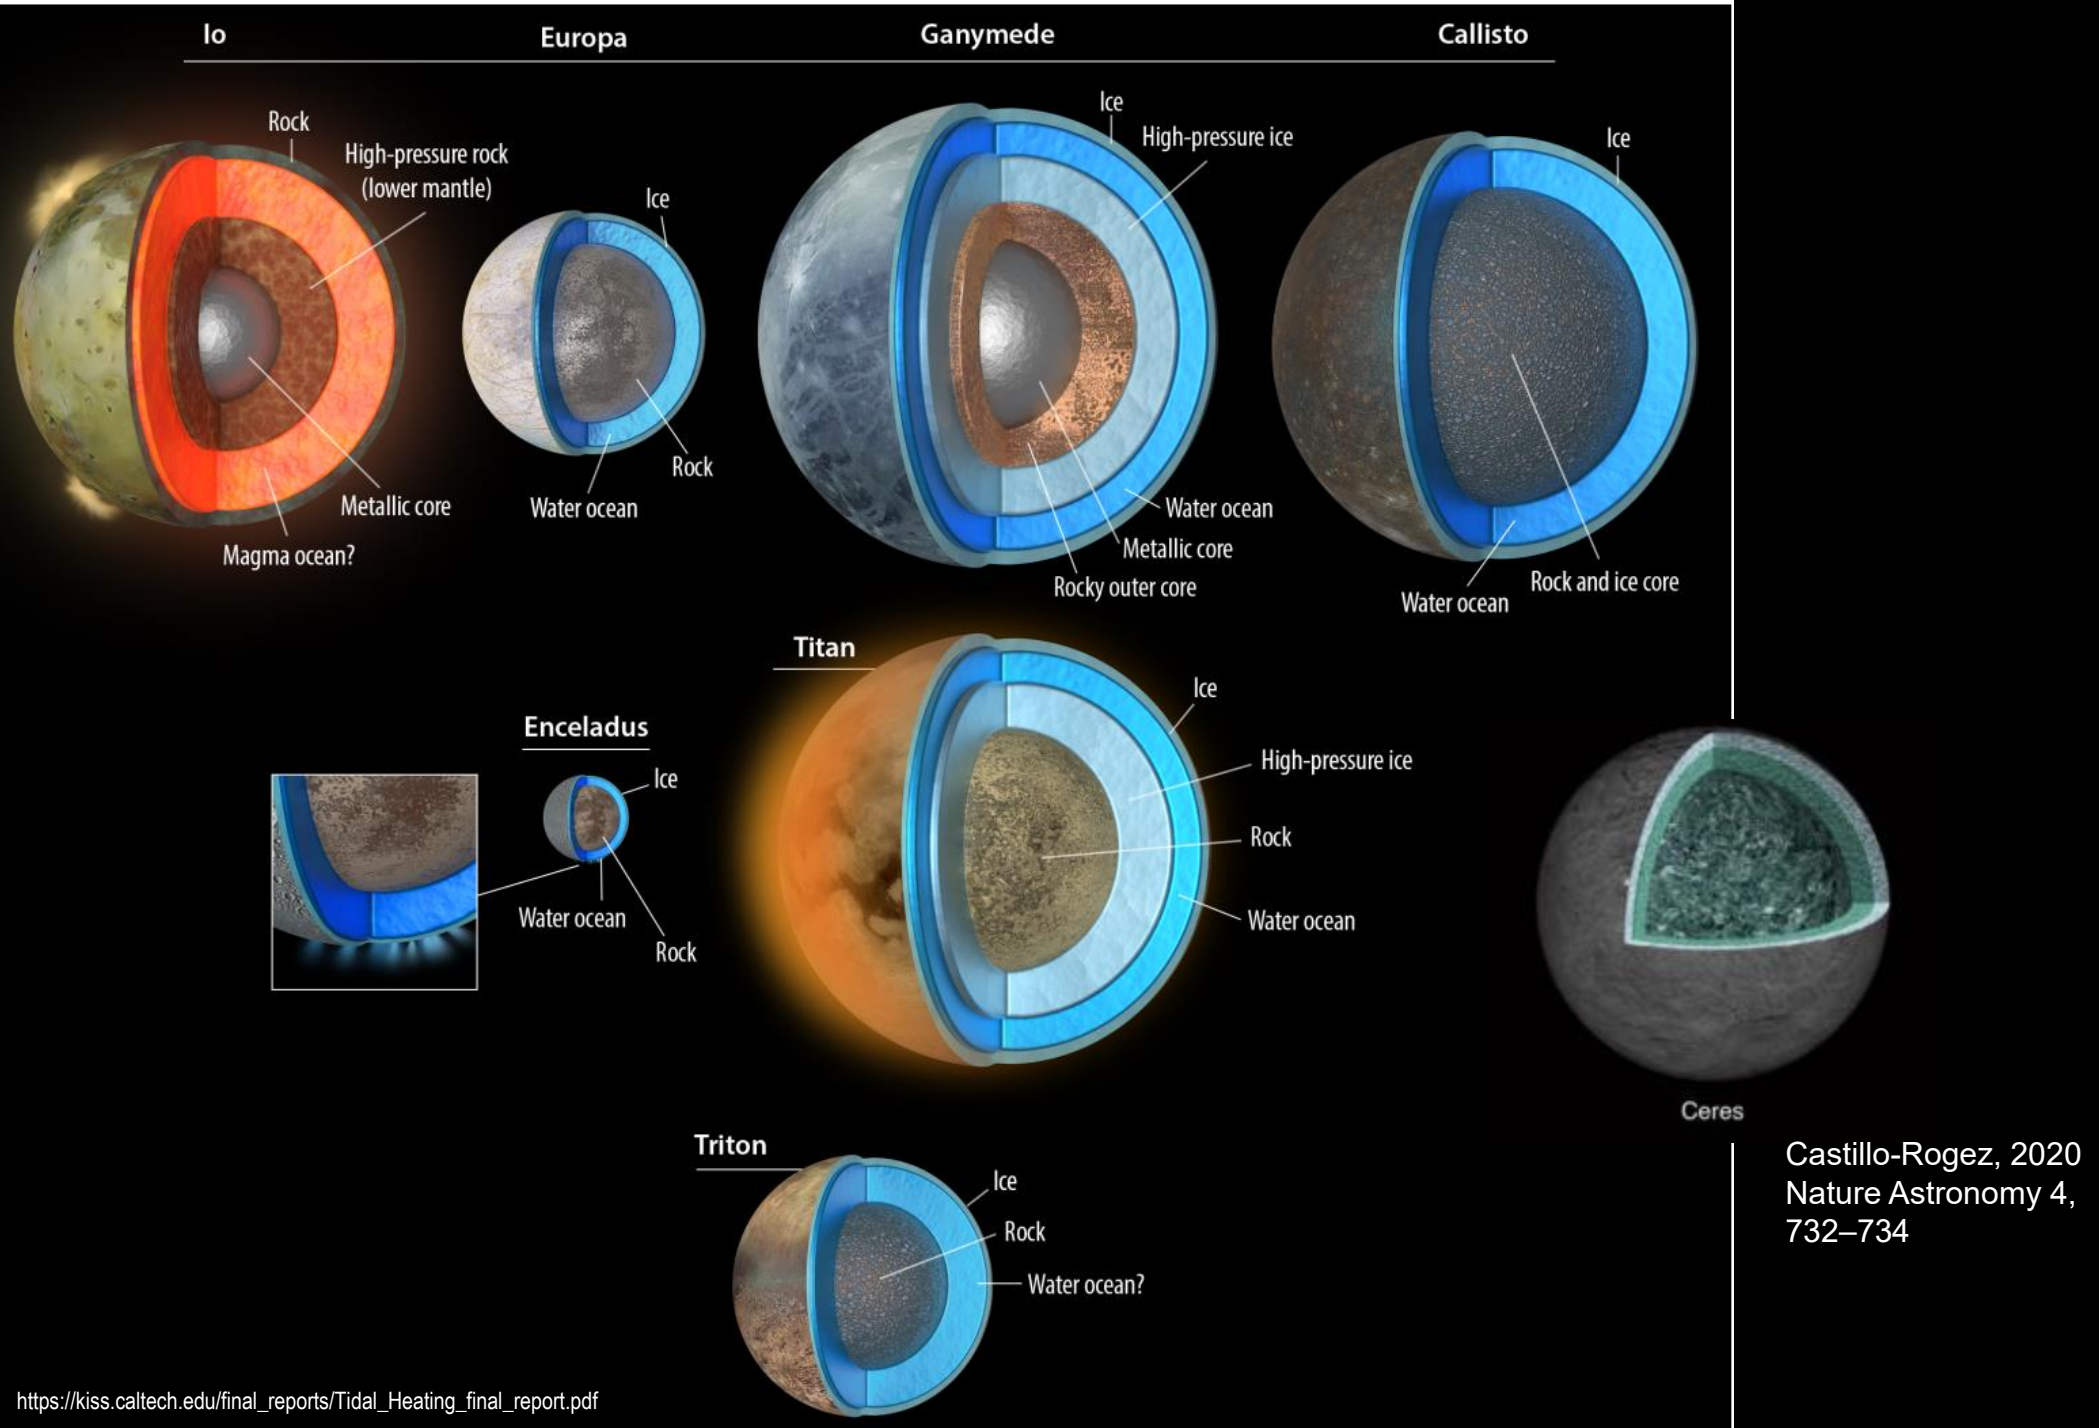 Io
Europa
Ganymede
Callisto
Rock
High-pressure rock
(lower mantle)
Metallic core
Magma ocean?
Ice
Rock
Water ocean
Ice
High-pressure ice
Water ocean
Metallic core
Rocky outer core
Ice
Rock and ice core
Water ocean
Enceladus
Ice
Water ocean
Rock
Titan
Ice
High-pressure ice
Rock
Water ocean
Ceres
Castillo-Rogez, 2020
Nature Astronomy 4,
732–734
Triton
Ice
Rock
Water ocean?
https://kiss.caltech.edu/final_reports/Tidal_Heating_final_report.pdf